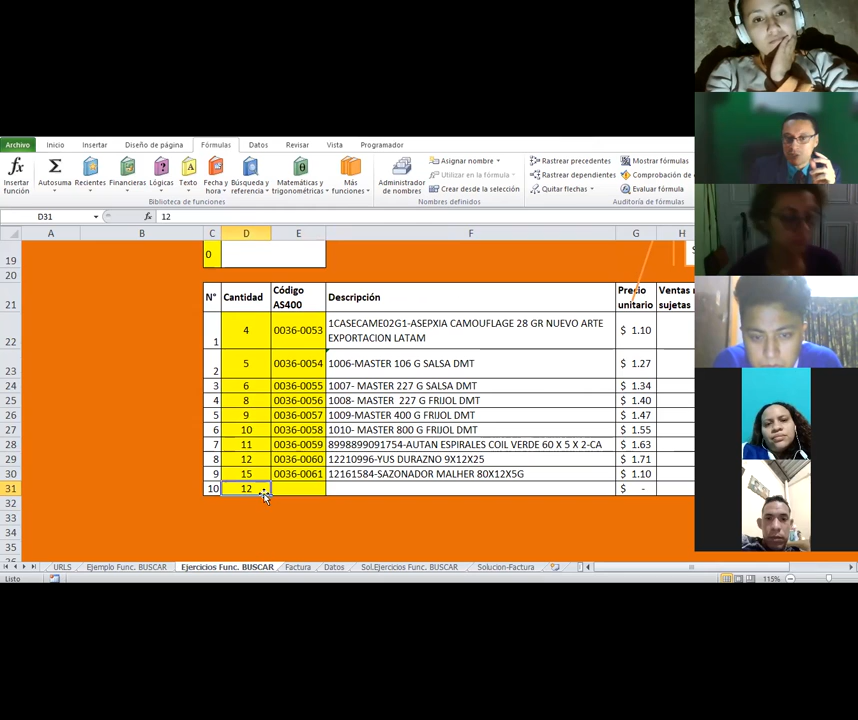 Archivo Inicio Insertar Diseño de página Fórmulas Datos Revisar Vista Programador
Insertar función
Autosuma
Recientes
Financieras
Lógicas
Texto
Fecha y hora
Búsqueda y referencia
Matemáticas y trigonométricas
Más funciones
Biblioteca de funciones
Administrador de nombres
Asignar nombre
Utilizar en la fórmula
Crear desde la selección
Nombres definidos
Rastrear precedentes
Rastrear dependientes
Quitar flechas
Mostrar fórmulas
Comprobación de
Evaluar fórmula
Auditoría de fórmulas
D31 fx 12
A B C D E F G H
19 0
20
21 N° Cantidad Código AS400 Descripción Precio unitario Ventas sujetas
22 1 4 0036-0053 1CASECAME02G1-ASEPXIA CAMOUFLAGE 28 GR NUEVO ARTE EXPORTACION LATAM $ 1.10
23 2 5 0036-0054 1006-MASTER 106 G SALSA DMT $ 1.27
24 3 6 0036-0055 1007- MASTER 227 G SALSA DMT $ 1.34
25 4 8 0036-0056 1008- MASTER 227 G FRIJOL DMT $ 1.40
26 5 9 0036-0057 1009-MASTER 400 G FRIJOL DMT $ 1.47
27 6 10 0036-0058 1010- MASTER 800 G FRIJOL DMT $ 1.55
28 7 11 0036-0059 8998899091754-AUTAN ESPIRALES COIL VERDE 60 X 5 X 2-CA $ 1.63
29 8 12 0036-0060 12210996-YUS DURAZNO 9X12X25 $ 1.71
30 9 15 0036-0061 12161584-SAZONADOR MALHER 80X12X5G $ 1.10
31 10 12 $ -
32
33
34
35
URLS Ejemplo Func. BUSCAR Ejercicios Func. BUSCAR Factura Datos Sol.Ejercicios Func. BUSCAR Solucion-Factura
Listo 115%